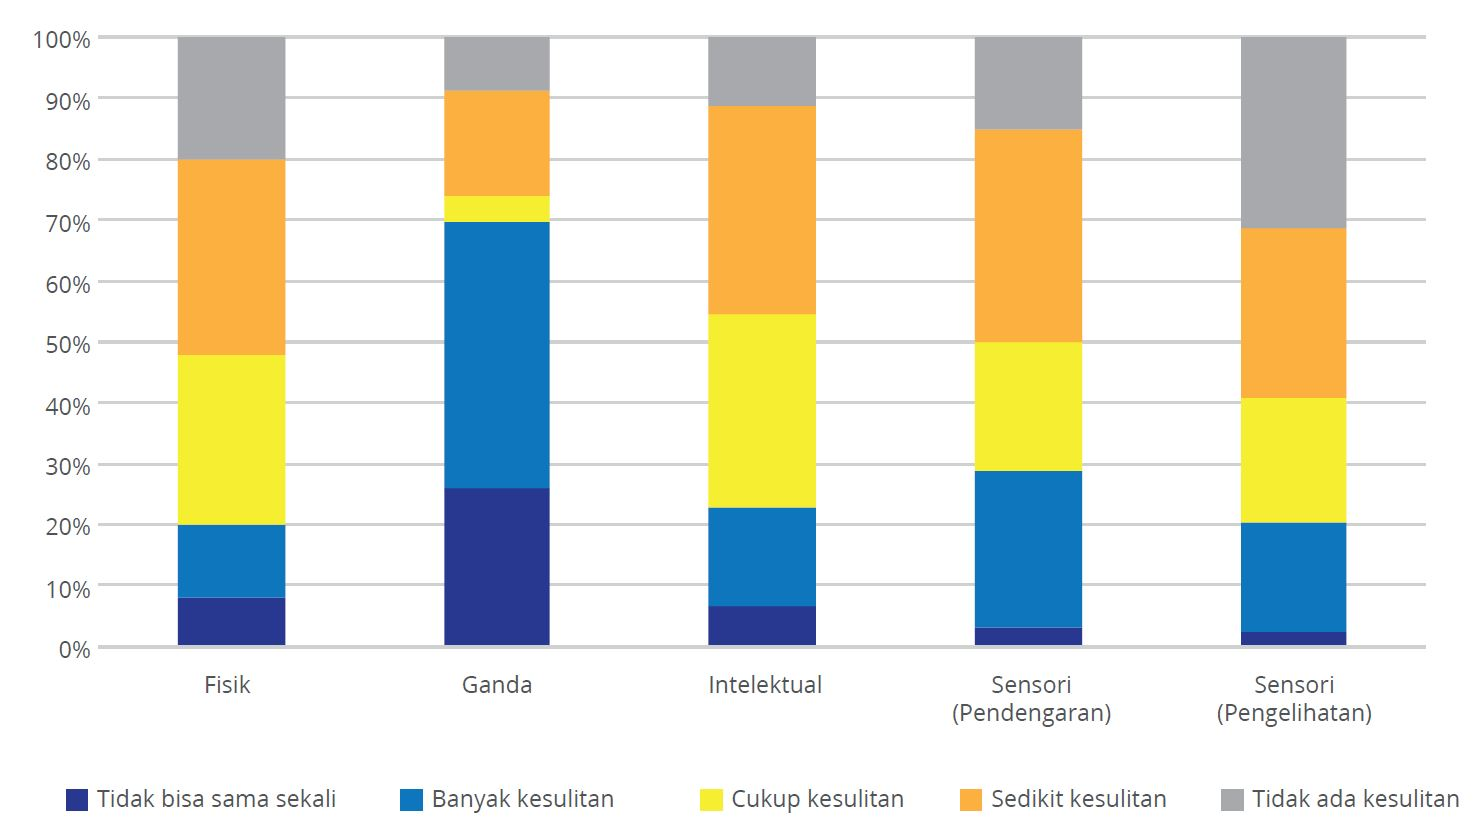 100%
90%
80%
70%
60%
50%
40%
30%
20%
10%
0%
Fisik
Ganda
Intelektual
Sensori
(Pendengaran)
Sensori
(Pengelihatan)
Tidak bisa sama sekali
Banyak kesulitan
Cukup kesulitan
Sedikit kesulitan
Tidak ada kesulitan